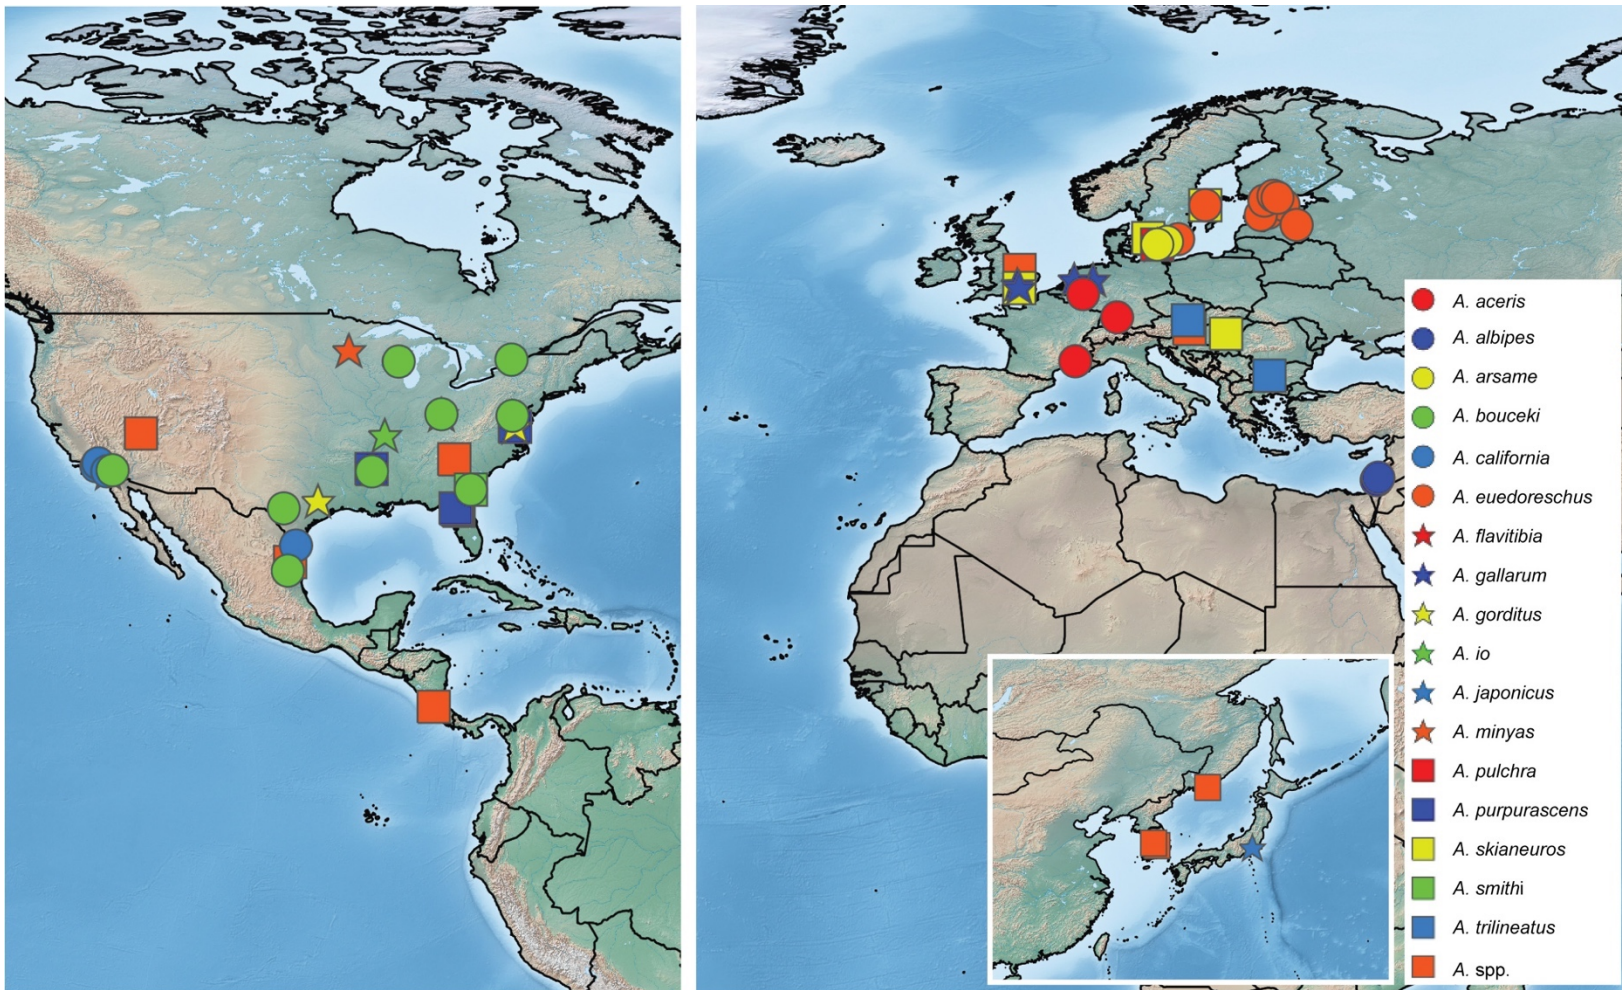 A. aceris
A. albipes
A. arsame
A. bouceki
A. california
A. euedoreschus
A. flavitibia
A. gallarum
A. gorditus
A. io
A. japonicus
A. minyas
A. pulchra
A. purpurascens
A. skianeuros
A. smithi
A. trilineatus
A. spp.